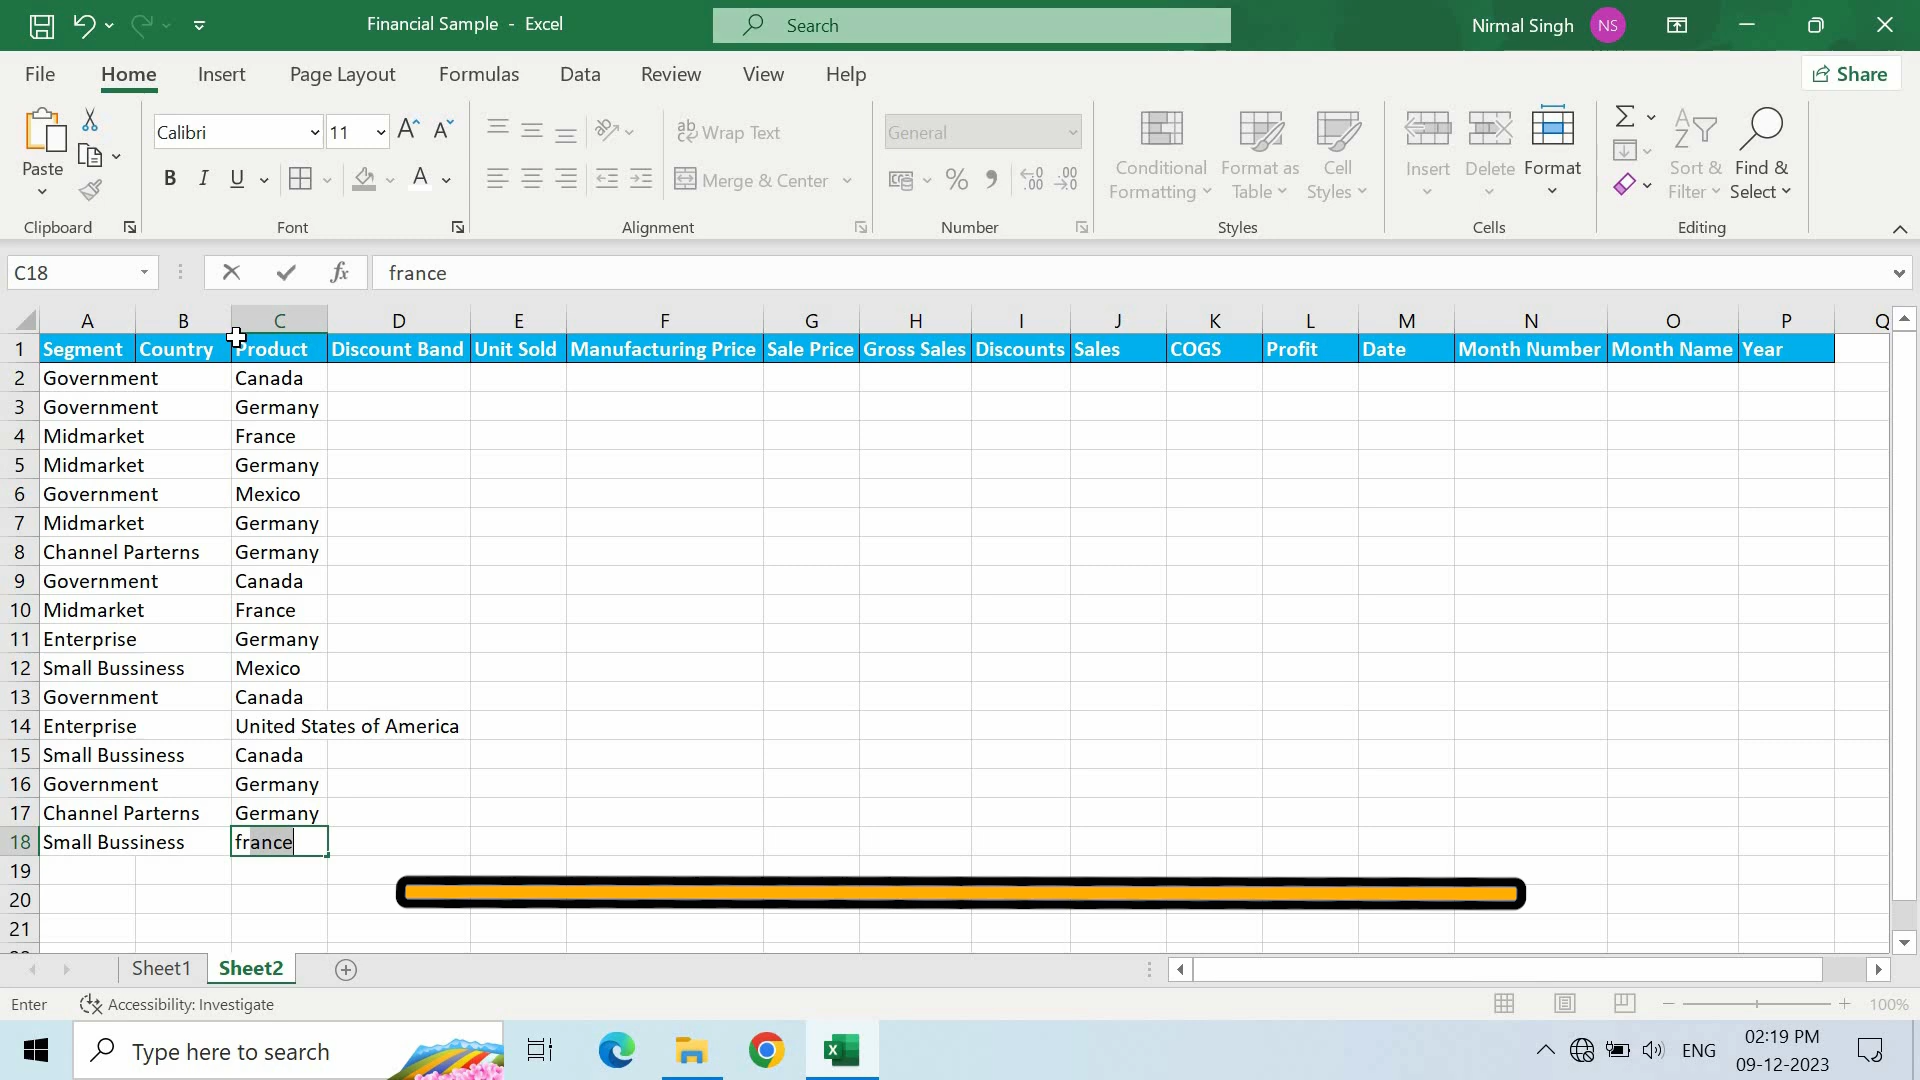 Financial Sample - Excel
Search
Nirmal Singh NS
File Home Insert Page Layout Formulas Data Review View Help Share
Paste
Clipboard
Calibri 11
B I U A
Font
ab Wrap Text
Merge & Center
Alignment
General
% 9 .00 .00
Number
Conditional Formatting
Format as Table
Cell Styles
Styles
Insert Delete Format
Cells
Sort & Filter
Find & Select
Editing
C18 fx france
A B C D E F G H I J K L M N O P Q
1 Segment Country Product Discount Band Unit Sold Manufacturing Price Sale Price Gross Sales Discounts Sales COGS Profit Date Month Number Month Name Year
2 Government Canada
3 Government Germany
4 Midmarket France
5 Midmarket Germany
6 Government Mexico
7 Midmarket Germany
8 Channel Parterns Germany
9 Government Canada
10 Midmarket France
11 Enterprise Germany
12 Small Bussiness Mexico
13 Government Canada
14 Enterprise United States of America
15 Small Bussiness Canada
16 Government Germany
17 Channel Parterns Germany
18 Small Bussiness france
19
20
21
Sheet1 Sheet2
Enter Accessibility: Investigate 100%
Type here to search
ENG
02:19 PM
09-12-2023